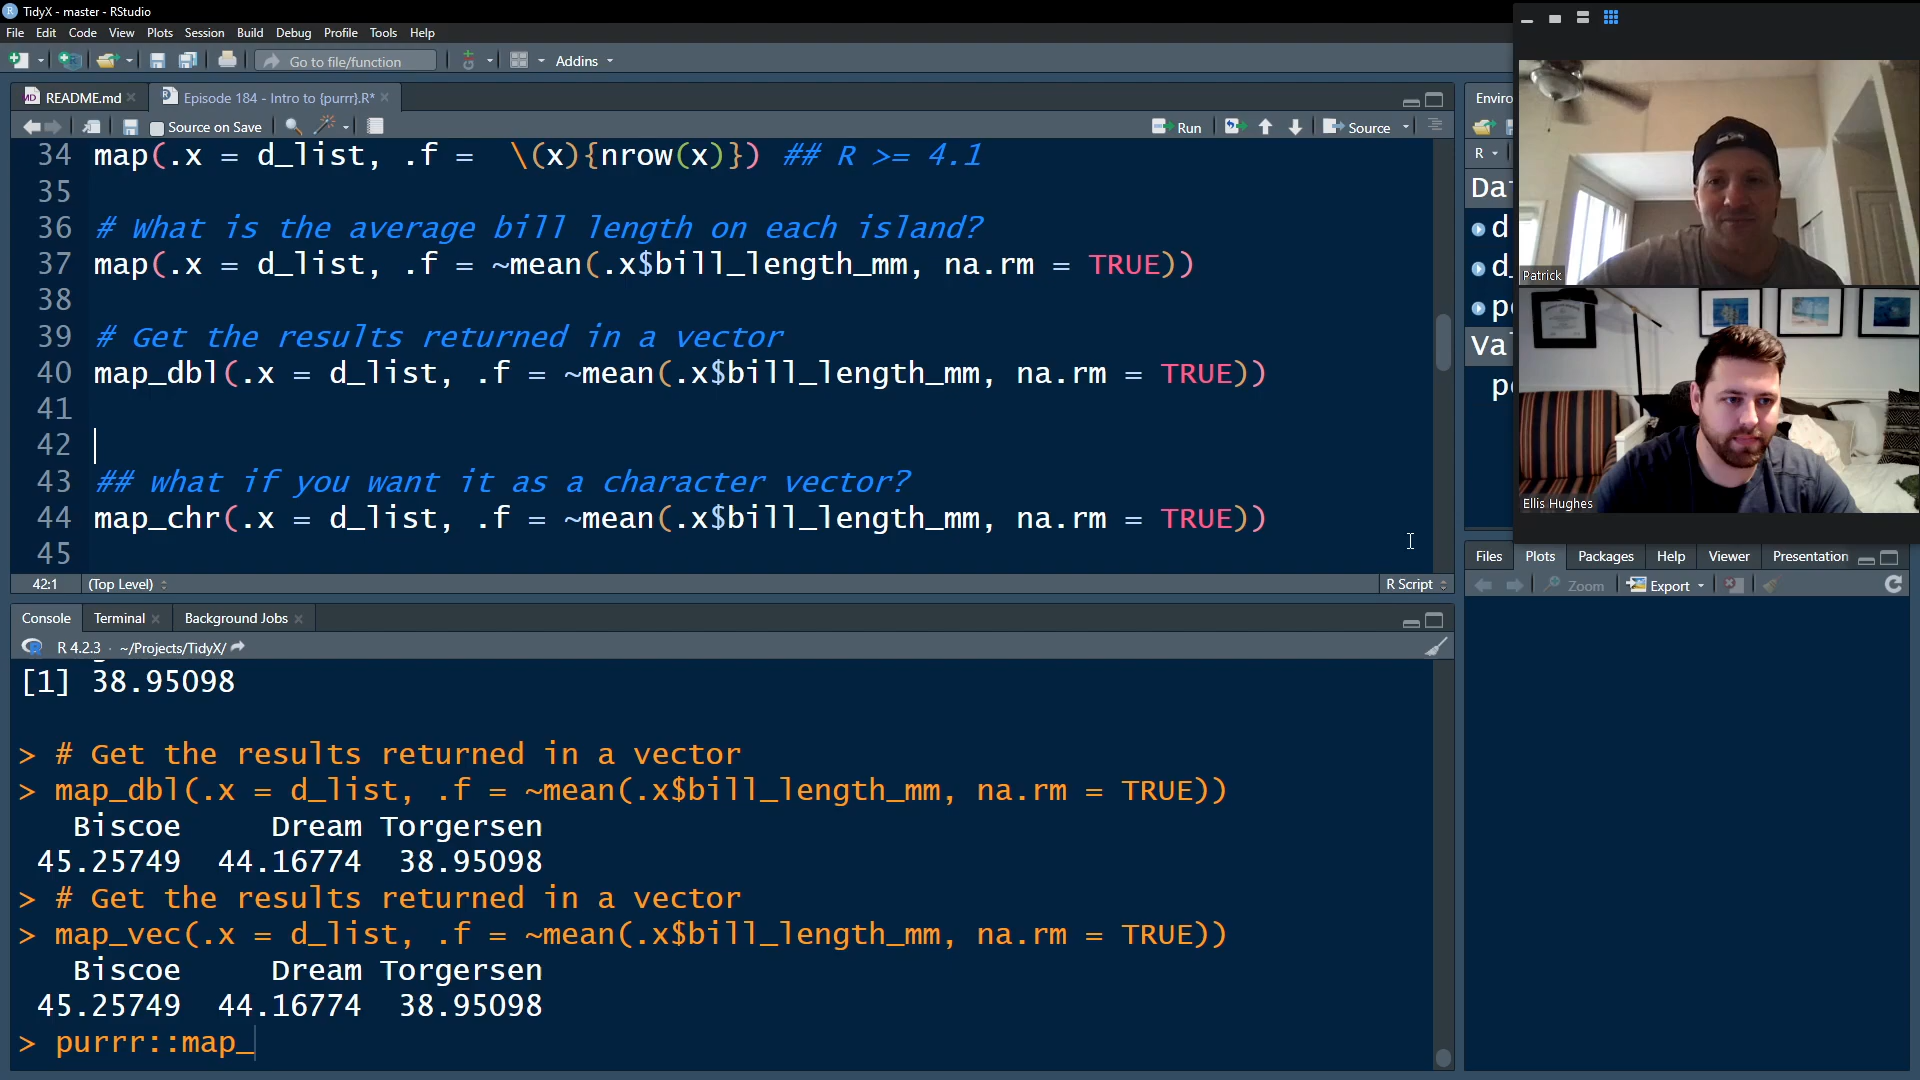 TidyX - master - RStudio
File Edit Code View Plots Session Build Debug Profile Tools Help
Go to file/function
Addins
README.md
Episode 184 - Intro to {purrr}.R*
Source on Save
Run
Source
34 map(.x = d_list, .f =  \(x){nrow(x)}) ## R >= 4.1
35
36 # What is the average bill length on each island?
37 map(.x = d_list, .f = ~mean(.x$bill_length_mm, na.rm = TRUE))
38
39 # Get the results returned in a vector
40 map_dbl(.x = d_list, .f = ~mean(.x$bill_length_mm, na.rm = TRUE))
41
42
43 ## what if you want it as a character vector?
44 map_chr(.x = d_list, .f = ~mean(.x$bill_length_mm, na.rm = TRUE))
45
42:1 (Top Level) R Script
Console Terminal Background Jobs
R 4.2.3 · ~/Projects/TidyX/
[1] 38.95098
> # Get the results returned in a vector
> map_dbl(.x = d_list, .f = ~mean(.x$bill_length_mm, na.rm = TRUE))
Biscoe Dream Torgersen
45.25749 44.16774 38.95098
> # Get the results returned in a vector
> map_vec(.x = d_list, .f = ~mean(.x$bill_length_mm, na.rm = TRUE))
Biscoe Dream Torgersen
45.25749 44.16774 38.95098
> purrr::map_
Enviro
R
Dat
d
d_
pe
Va
pe
Patrick
Ellis Hughes
Files Plots Packages Help Viewer Presentation
Zoom Export